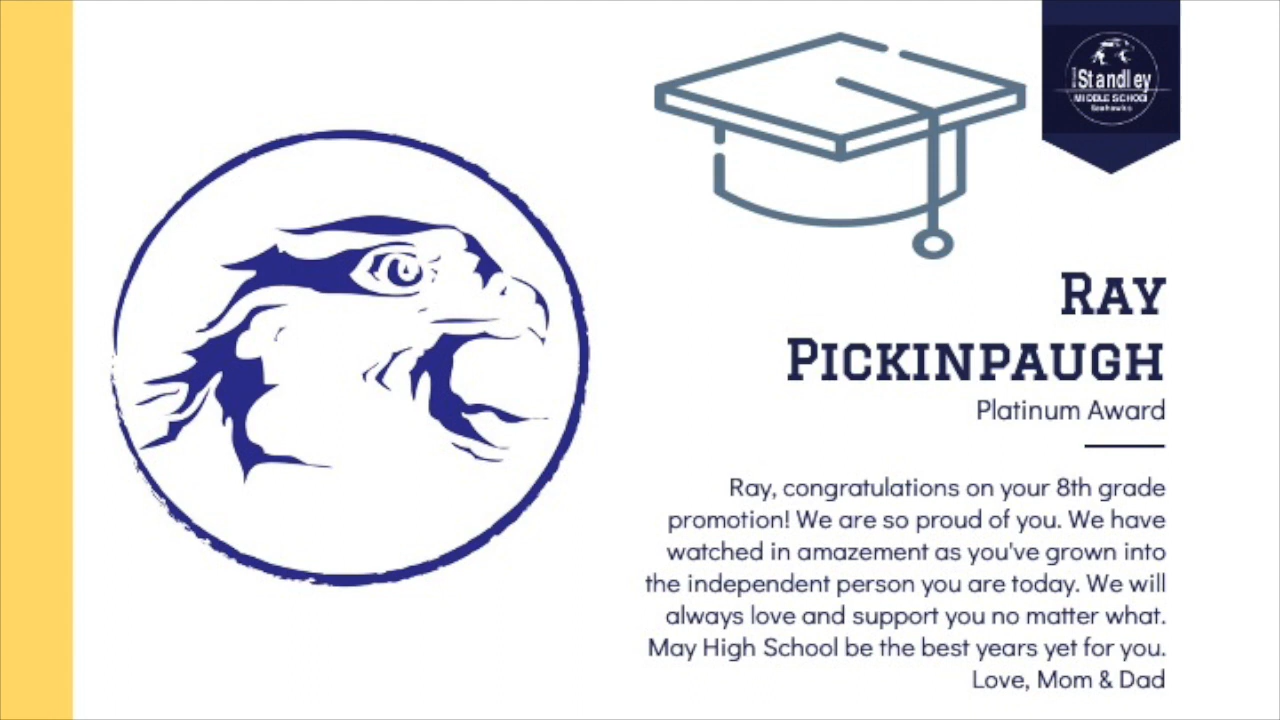 Standley
MIDDLE SCHOOL
Seahawks
RAY
PICKINPAUGH
Platinum Award
Ray, congratulations on your 8th grade
promotion! We are so proud of you. We have
watched in amazement as you've grown into
the independent person you are today. We will
always love and support you no matter what.
May High School be the best years yet for you.
Love, Mom & Dad